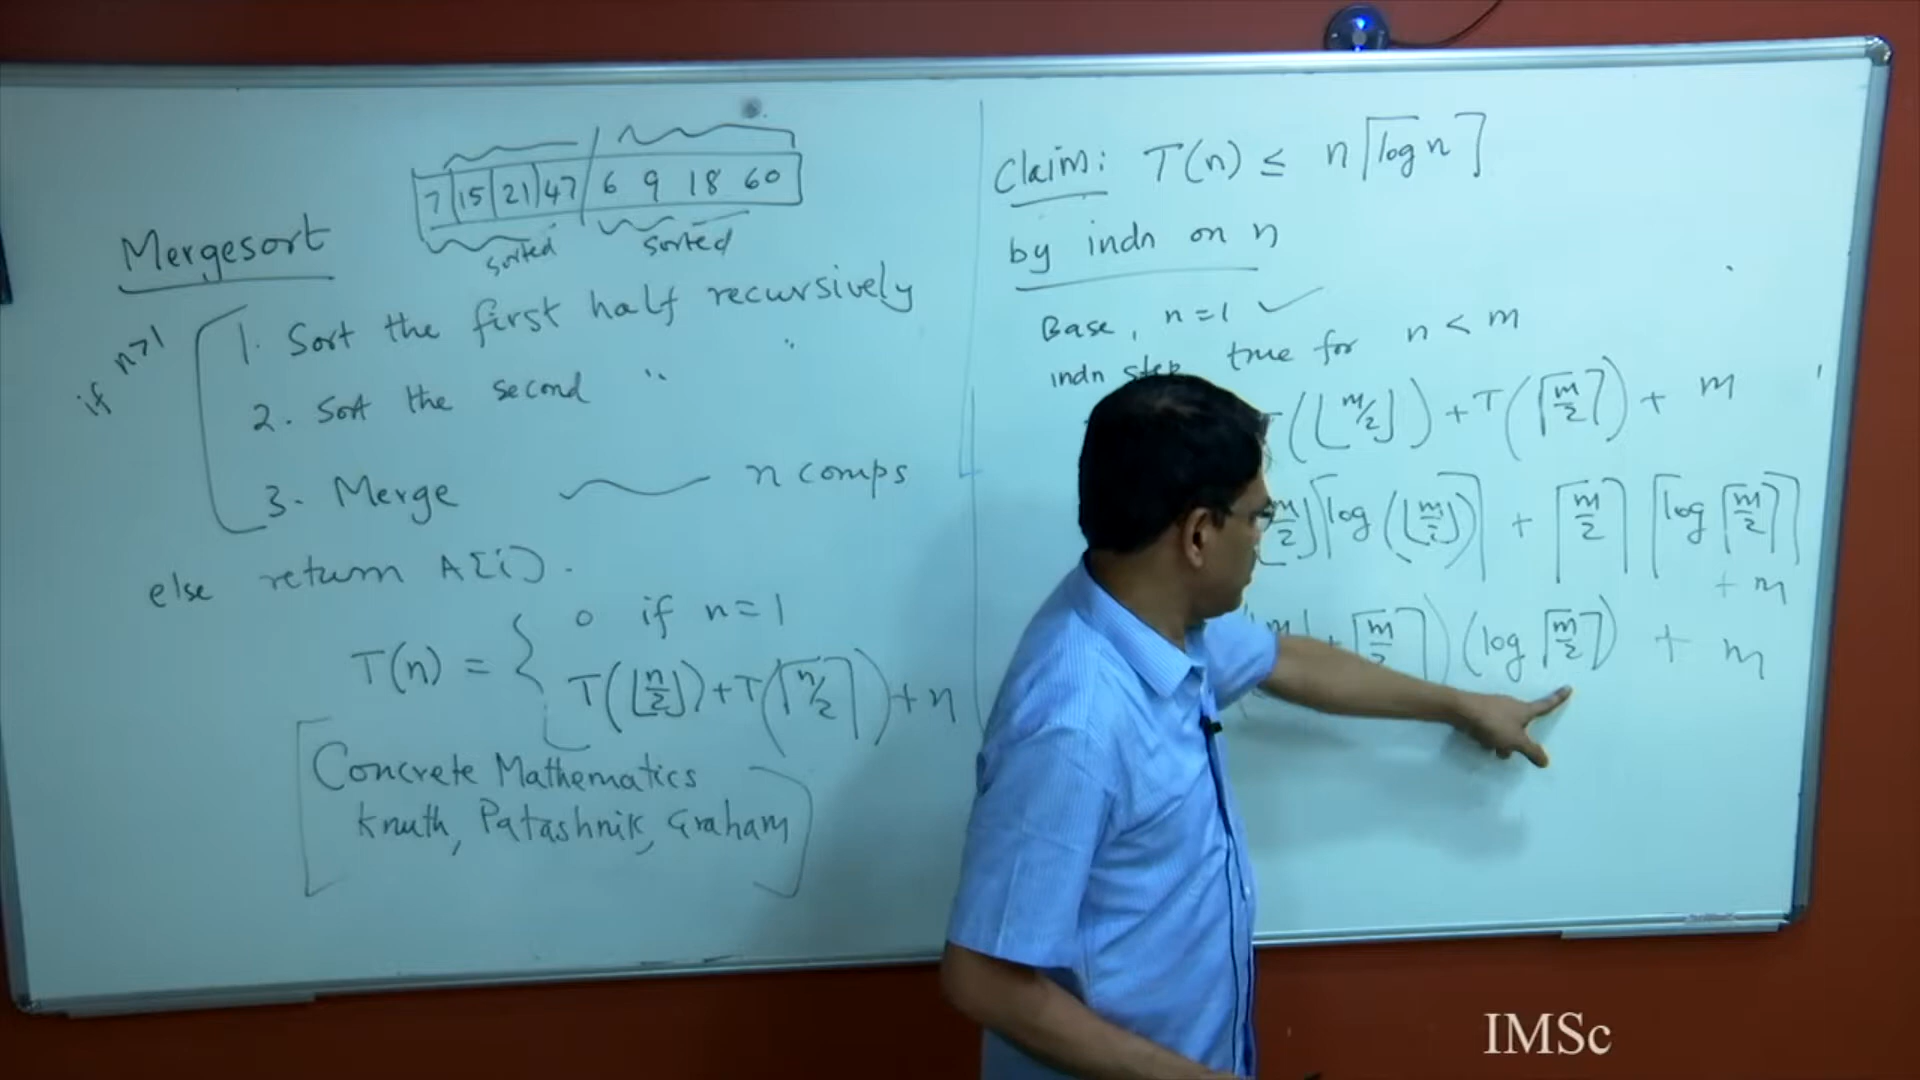 7 15 21 47 6 9 18 60
sorted sorted
Mergesort
if n>1
1. Sort the first half recursively
2. Sort the second " "
3. Merge ~ n comps
else return A[i].
T(n) = { 0 if n=1
T(⌊n/2⌋)+T(⌈n/2⌉)+n
Concrete Mathematics
Knuth, Patashnik, Graham
Claim: T(n) ≤ n⌈log n⌉
by indn on n
Base, n=1 ✓
indn step true for n < m
(⌊m/2⌋) + T(⌈m/2⌉) + m
m/2⌋⌈log(⌊m/2⌋)⌉ + ⌈m/2⌉ ⌈log⌈m/2⌉⌉
+ m
+ ⌈m/2⌉)(log⌈m/2⌉) + m
IMSc